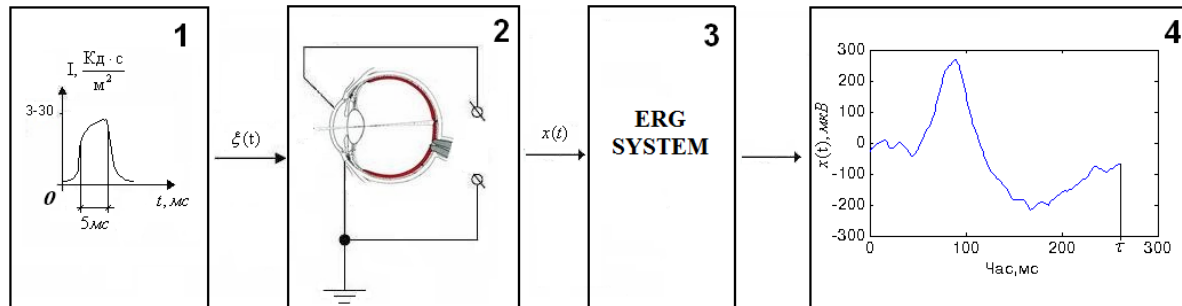 1
I, Кд · с
м²
3-30
0
t, мс
5мс
ξ(t)
2
x(t)
3
ERG
SYSTEM
4
x(t), мкВ
300
200
100
0
-100
-200
-300
0
100
200
τ
300
Час,мс